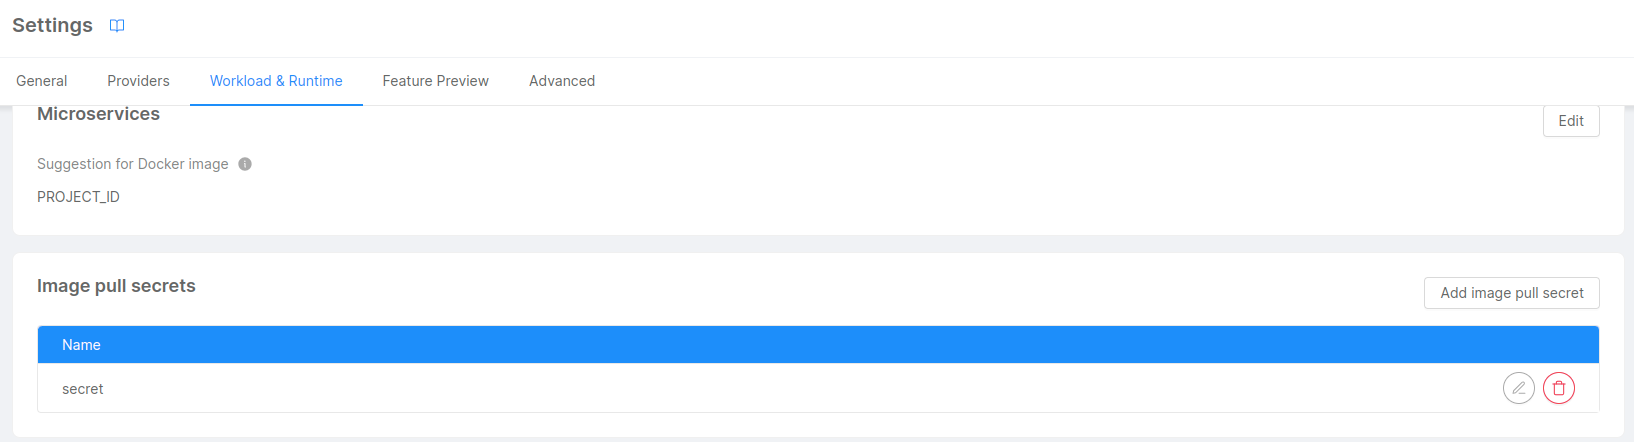 Settings
General Providers Workload & Runtime Feature Preview Advanced
Microservices
Edit
Suggestion for Docker image
PROJECT_ID
Image pull secrets
Add image pull secret
Name
secret